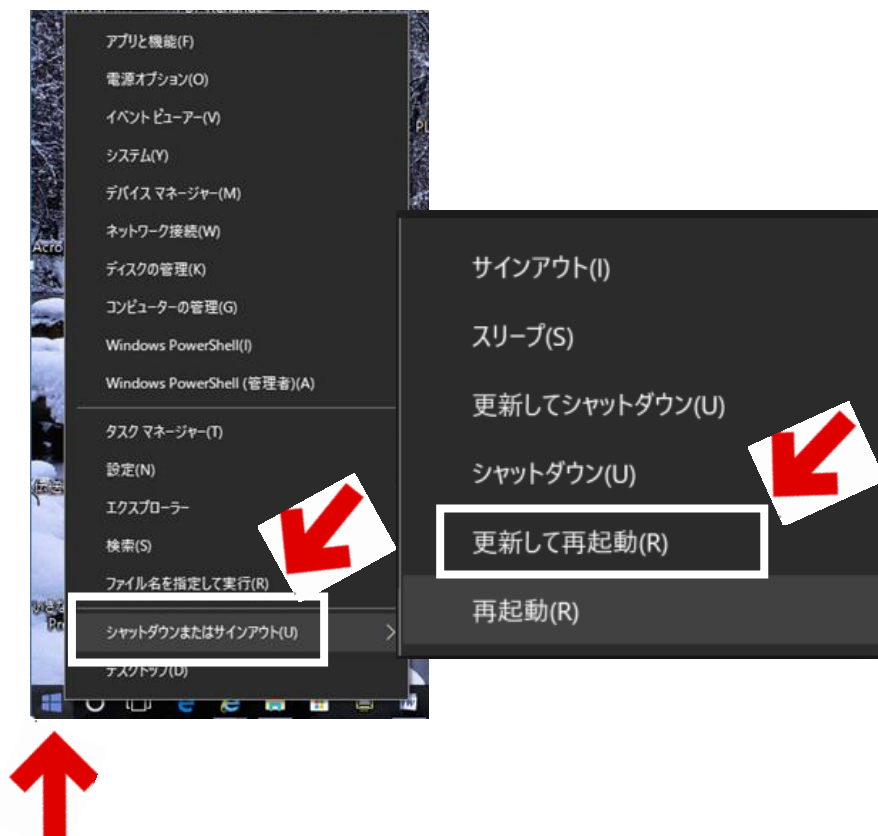 アプリと機能(F)
電源オプション(O)
イベント ビューアー(V)
システム(Y)
デバイス マネージャー(M)
ネットワーク接続(W)
ディスクの管理(K)
コンピューターの管理(G)
Windows PowerShell(I)
Windows PowerShell (管理者)(A)
タスク マネージャー(T)
設定(N)
エクスプローラー
検索(S)
ファイル名を指定して実行(R)
シャットダウンまたはサインアウト(U)
デスクトップ(D)
Acro
サインアウト(I)
スリープ(S)
更新してシャットダウン(U)
シャットダウン(U)
更新して再起動(R)
再起動(R)